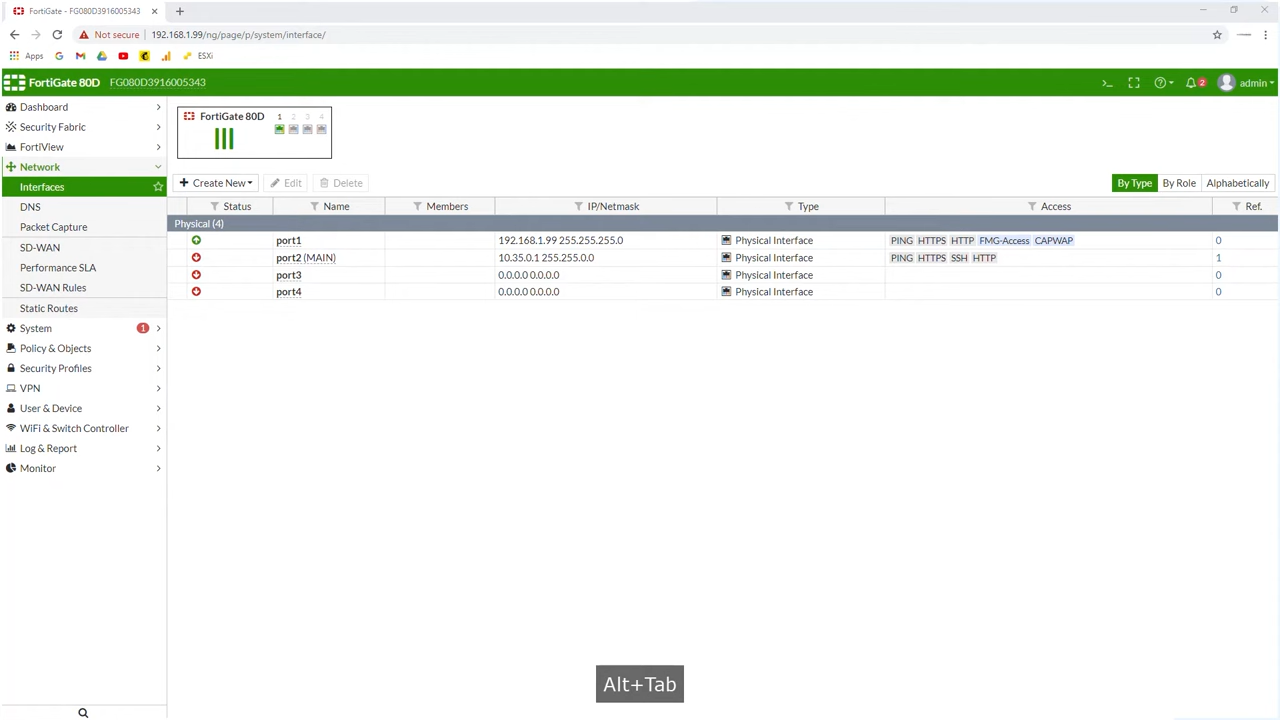 FortiGate - FG080D3916005343
Not secure 192.168.1.99/ng/page/p/system/interface/
Apps ESXi
FortiGate 80D FG080D3916005343 2 admin
Dashboard
Security Fabric
FortiView
Network
Interfaces
DNS
Packet Capture
SD-WAN
Performance SLA
SD-WAN Rules
Static Routes
System 1
Policy & Objects
Security Profiles
VPN
User & Device
WiFi & Switch Controller
Log & Report
Monitor
FortiGate 80D 1 2 3 4
Create New Edit Delete By Type By Role Alphabetically
Status Name Members IP/Netmask Type Access Ref.
Physical (4)
port1 192.168.1.99 255.255.255.0 Physical Interface PING HTTPS HTTP FMG-Access CAPWAP 0
port2 (MAIN) 10.35.0.1 255.255.0.0 Physical Interface PING HTTPS SSH HTTP 1
port3 0.0.0.0 0.0.0.0 Physical Interface 0
port4 0.0.0.0 0.0.0.0 Physical Interface 0
Alt+Tab